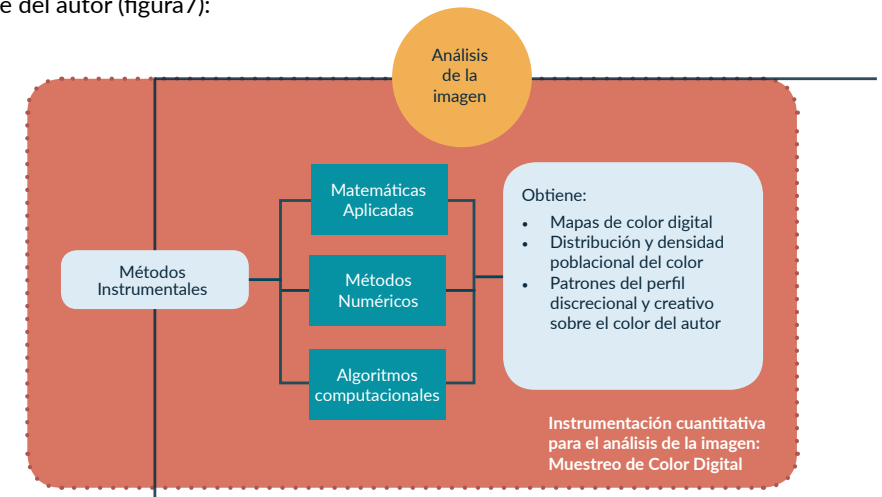 e del autor (figura7):
Análisis
de la
imagen
Métodos
Instrumentales
Matemáticas
Aplicadas
Métodos
Numéricos
Algoritmos
computacionales
Obtiene:
• Mapas de color digital
• Distribución y densidad
poblacional del color
• Patrones del perfil
discrecional y creativo
sobre el color del autor
Instrumentación cuantitativa
para el análisis de la imagen:
Muestreo de Color Digital